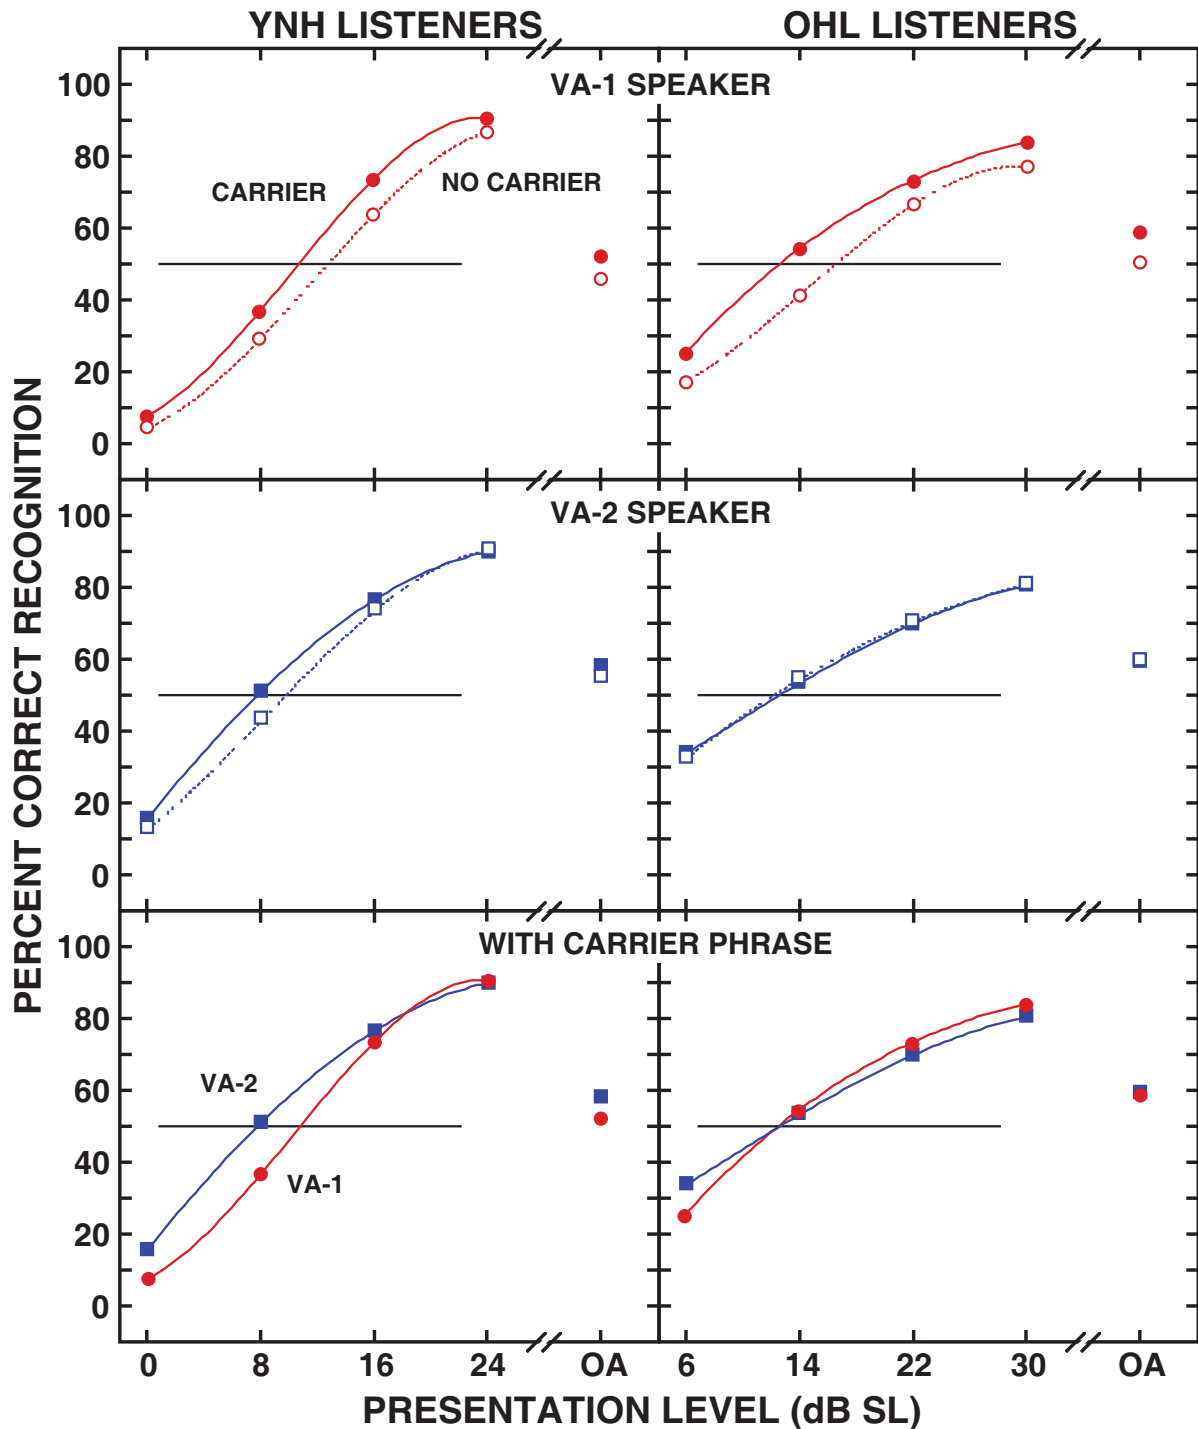 YNH LISTENERS OHL LISTENERS
VA-1 SPEAKER
100
80
60
40
20
0
CARRIER
NO CARRIER
VA-2 SPEAKER
100
80
60
40
20
0
WITH CARRIER PHRASE
100
80
60
40
20
0
VA-2
VA-1
PERCENT CORRECT RECOGNITION
0 8 16 24 OA 6 14 22 30 OA
PRESENTATION LEVEL (dB SL)